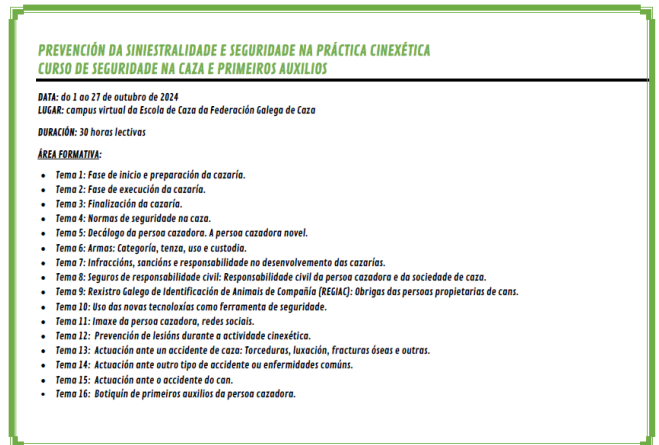 PREVENCIÓN DA SINIESTRALIDADE E SEGURIDADE NA PRÁCTICA CINEXÉTICA
CURSO DE SEGURIDADE NA CAZA E PRIMEIROS AUXILIOS
DATA: do 1 ao 27 de outubro de 2024
LUGAR: campus virtual da Escola de Caza da Federación Galega de Caza
DURACIÓN: 30 horas lectivas
ÁREA FORMATIVA:
• Tema 1: Fase de inicio e preparación da cazaría.
• Tema 2: Fase de execución da cazaría.
• Tema 3: Finalización da cazaría.
• Tema 4: Normas de seguridade na caza.
• Tema 5: Decálogo da persoa cazadora. A persoa cazadora novel.
• Tema 6: Armas: Categoría, tenza, uso e custodia.
• Tema 7: Infraccións, sancións e responsabilidade no desenvolvemento das cazarías.
• Tema 8: Seguros de responsabilidade civil: Responsabilidade civil da persoa cazadora e da sociedade de caza.
• Tema 9: Rexistro Galego de Identificación de Animais de Compañía (REGIAC): Obrigas das persoas propietarias de cans.
• Tema 10: Uso das novas tecnoloxías como ferramenta de seguridade.
• Tema 11: Imaxe da persoa cazadora, redes sociais.
• Tema 12: Prevención de lesións durante a actividade cinexética.
• Tema 13: Actuación ante un accidente de caza: Torceduras, luxación, fracturas óseas e outras.
• Tema 14: Actuación ante outro tipo de accidente ou enfermidades comúns.
• Tema 15: Actuación ante o accidente do can.
• Tema 16: Botiquín de primeiros auxilios da persoa cazadora.